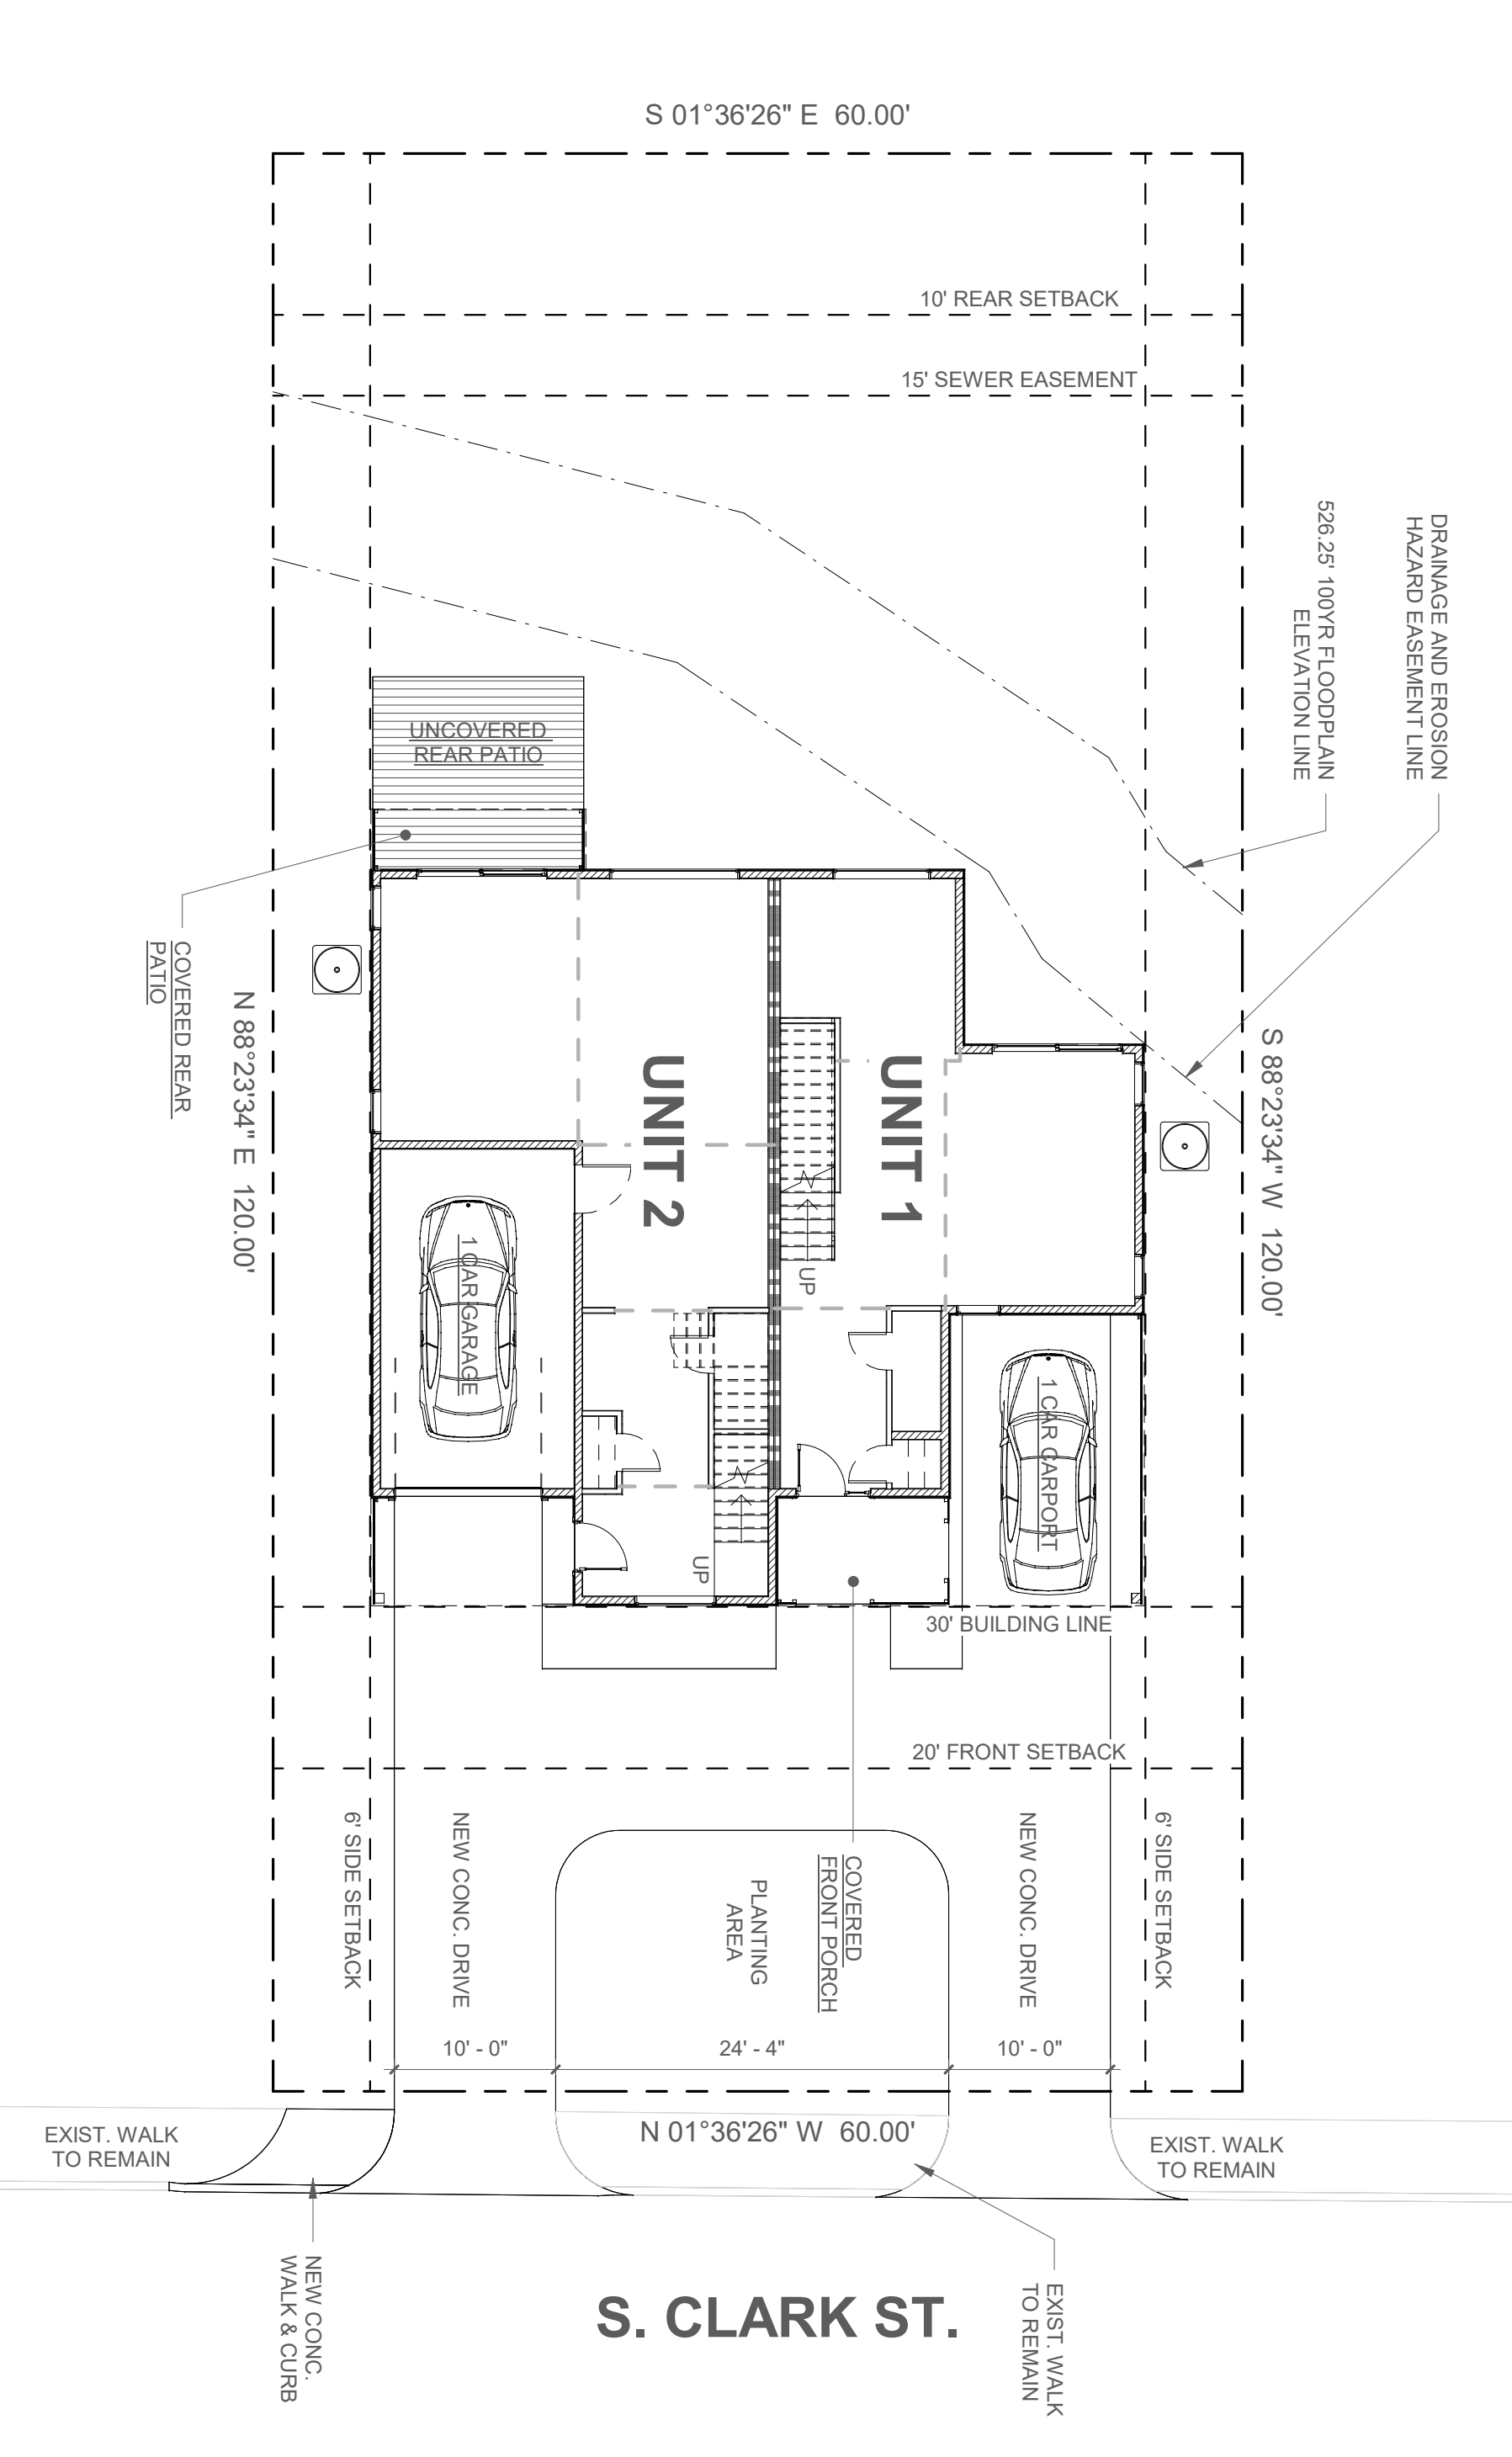 S 01°36'26" E 60.00'
10' REAR SETBACK
15' SEWER EASEMENT
DRAINAGE AND EROSION
HAZARD EASEMENT LINE
526.25' 100YR FLOODPLAIN
ELEVATION LINE
UNCOVERED
REAR PATIO
COVERED REAR
PATIO
N 88°23'34" E 120.00'
S 88°23'34" W 120.00'
UNIT 2
UNIT 1
UP
1 CAR GARAGE
1 CAR CARPORT
UP
30' BUILDING LINE
20' FRONT SETBACK
6' SIDE SETBACK
NEW CONC. DRIVE
PLANTING
AREA
COVERED
FRONT PORCH
NEW CONC. DRIVE
6' SIDE SETBACK
10' - 0"
24' - 4"
10' - 0"
N 01°36'26" W 60.00'
EXIST. WALK
TO REMAIN
EXIST. WALK
TO REMAIN
NEW CONC.
WALK & CURB
S. CLARK ST.
EXIST. WALK
TO REMAIN